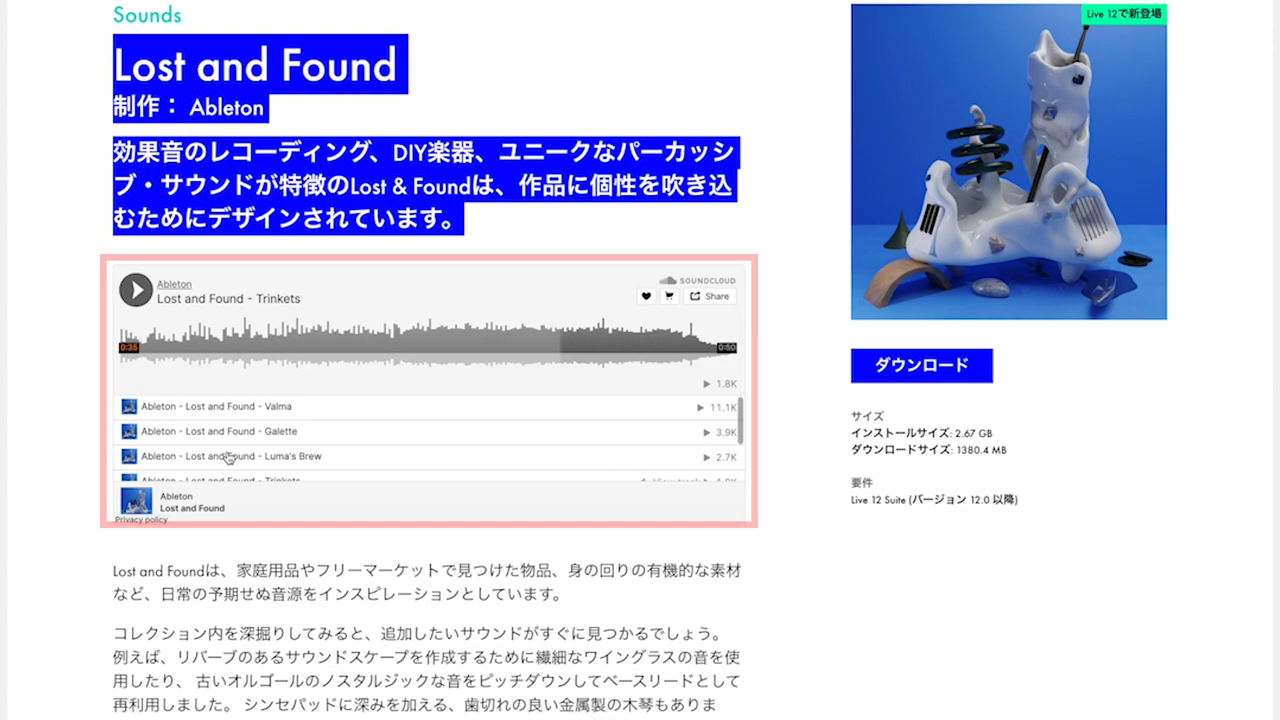 Sounds
Lost and Found
制作： Ableton
効果音のレコーディング、DIY楽器、ユニークなパーカッシ
ブ・サウンドが特徴のLost & Foundは、作品に個性を吹き込
むためにデザインされています。
Ableton
Lost and Found - Trinkets
SOUNDCLOUD
Share
0:35
0:50
1.8K
Ableton - Lost and Found - Valma
11.1K
Ableton - Lost and Found - Galette
3.9K
Ableton - Lost and Found - Luma's Brew
2.7K
Ableton - Lost and Found - Trinkets
Ableton
Lost and Found
Privacy policy
Lost and Foundは、家庭用品やフリーマーケットで見つけた物品、身の回りの有機的な素材
など、日常の予期せぬ音源をインスピレーションとしています。
コレクション内を深掘りしてみると、追加したいサウンドがすぐに見つかるでしょう。
例えば、リバーブのあるサウンドスケープを作成するために繊細なワイングラスの音を使
用したり、 古いオルゴールのノスタルジックな音をピッチダウンしてベースリードとして
再利用しました。 シンセパッドに深みを加える、歯切れの良い金属製の木琴もありま
Live 12で新登場
ダウンロード
サイズ
インストールサイズ: 2.67 GB
ダウンロードサイズ: 1380.4 MB
要件
Live 12 Suite (バージョン 12.0 以降)